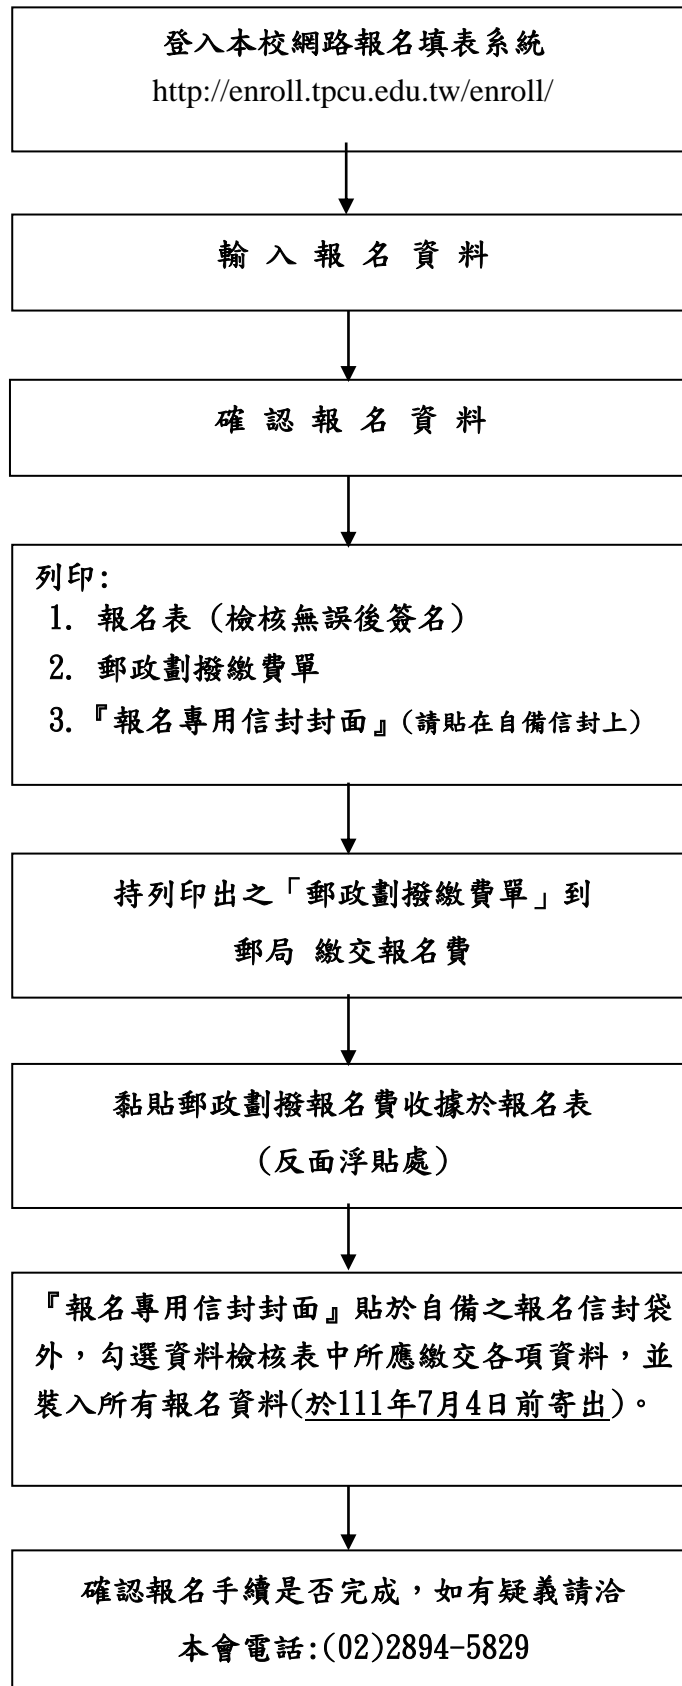 登入本校網路報名填表系統
http://enroll.tpcu.edu.tw/enroll/
輸 入 報 名 資 料
確 認 報 名 資 料
列印:
1. 報名表 (檢核無誤後簽名)
2. 郵政劃撥繳費單
3.『報名專用信封封面』(請貼在自備信封上)
持列印出之「郵政劃撥繳費單」到
郵局 繳交報名費
黏貼郵政劃撥報名費收據於報名表
(反面浮貼處)
『報名專用信封封面』貼於自備之報名信封袋
外，勾選資料檢核表中所應繳交各項資料，並
裝入所有報名資料(於111年7月4日前寄出)。
確認報名手續是否完成，如有疑義請洽
本會電話:(02)2894-5829